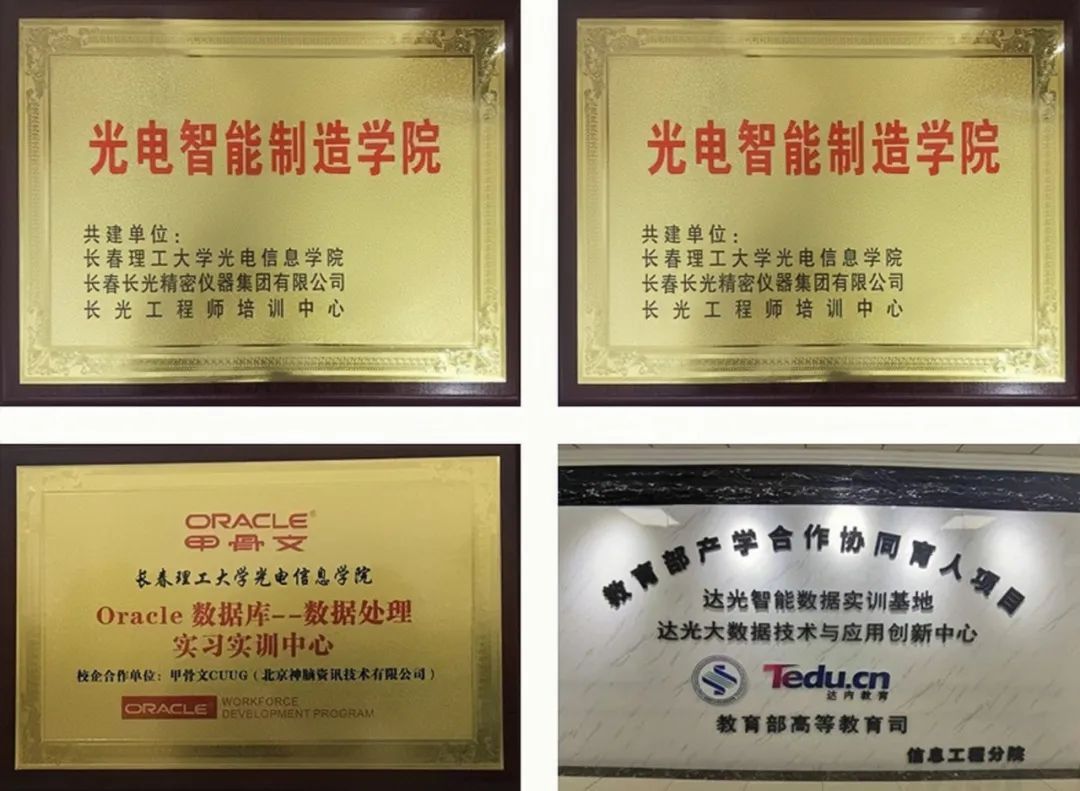 光电智能制造学院
共建单位：
长春理工大学光电信息学院
长春长光精密仪器集团有限公司
长光工程师培训中心
光电智能制造学院
共建单位：
长春理工大学光电信息学院
长春长光精密仪器集团有限公司
长光工程师培训中心
ORACLE®
甲骨文
长春理工大学光电信息学院
Oracle 数据库--数据处理
实习实训中心
校企合作单位：甲骨文CUUG（北京神脑资讯技术有限公司）
ORACLE
WORKFORCE
DEVELOPMENT PROGRAM
教育部产学合作协同育人项目
达光智能数据实训基地
达光大数据技术与应用创新中心
Tedu.cn
达内教育
教育部高等教育司
信息工程分院